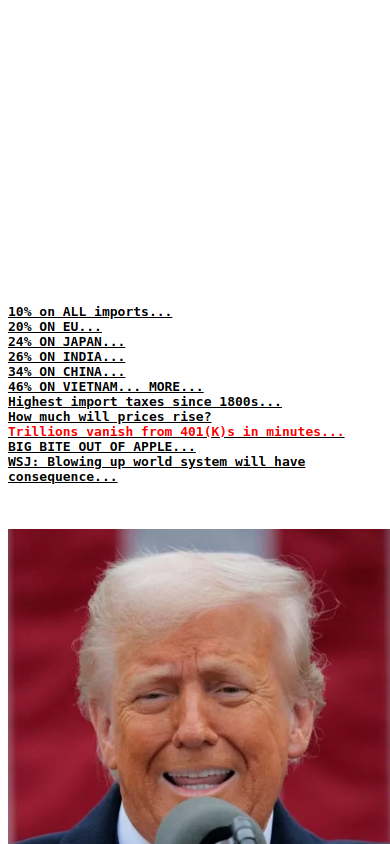 10% on ALL imports...
20% ON EU...
24% ON JAPAN...
26% ON INDIA...
34% ON CHINA...
46% ON VIETNAM... MORE...
Highest import taxes since 1800s...
How much will prices rise?
Trillions vanish from 401(K)s in minutes...
BIG BITE OUT OF APPLE...
WSJ: Blowing up world system will have
consequence...